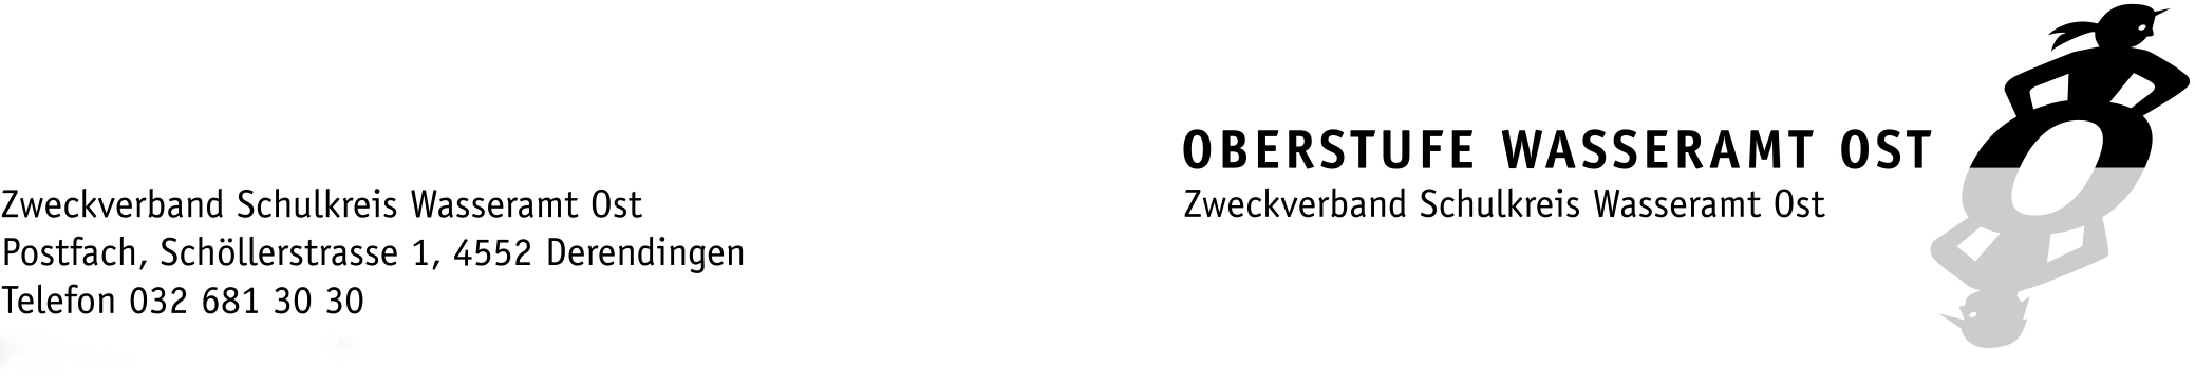 OBERSTUFE WASSERAMT OST
Zweckverband Schulkreis Wasseramt Ost
Zweckverband Schulkreis Wasseramt Ost
Postfach, Schöllerstrasse 1, 4552 Derendingen
Telefon 032 681 30 30